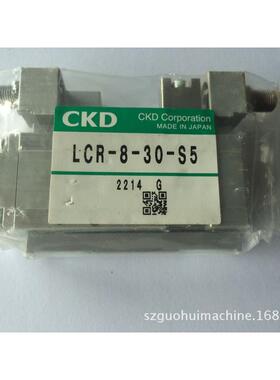 CKD
CKD Corporation
MADE IN JAPAN
LCR-8-30-S5
2214 G
szguohuimachine.168